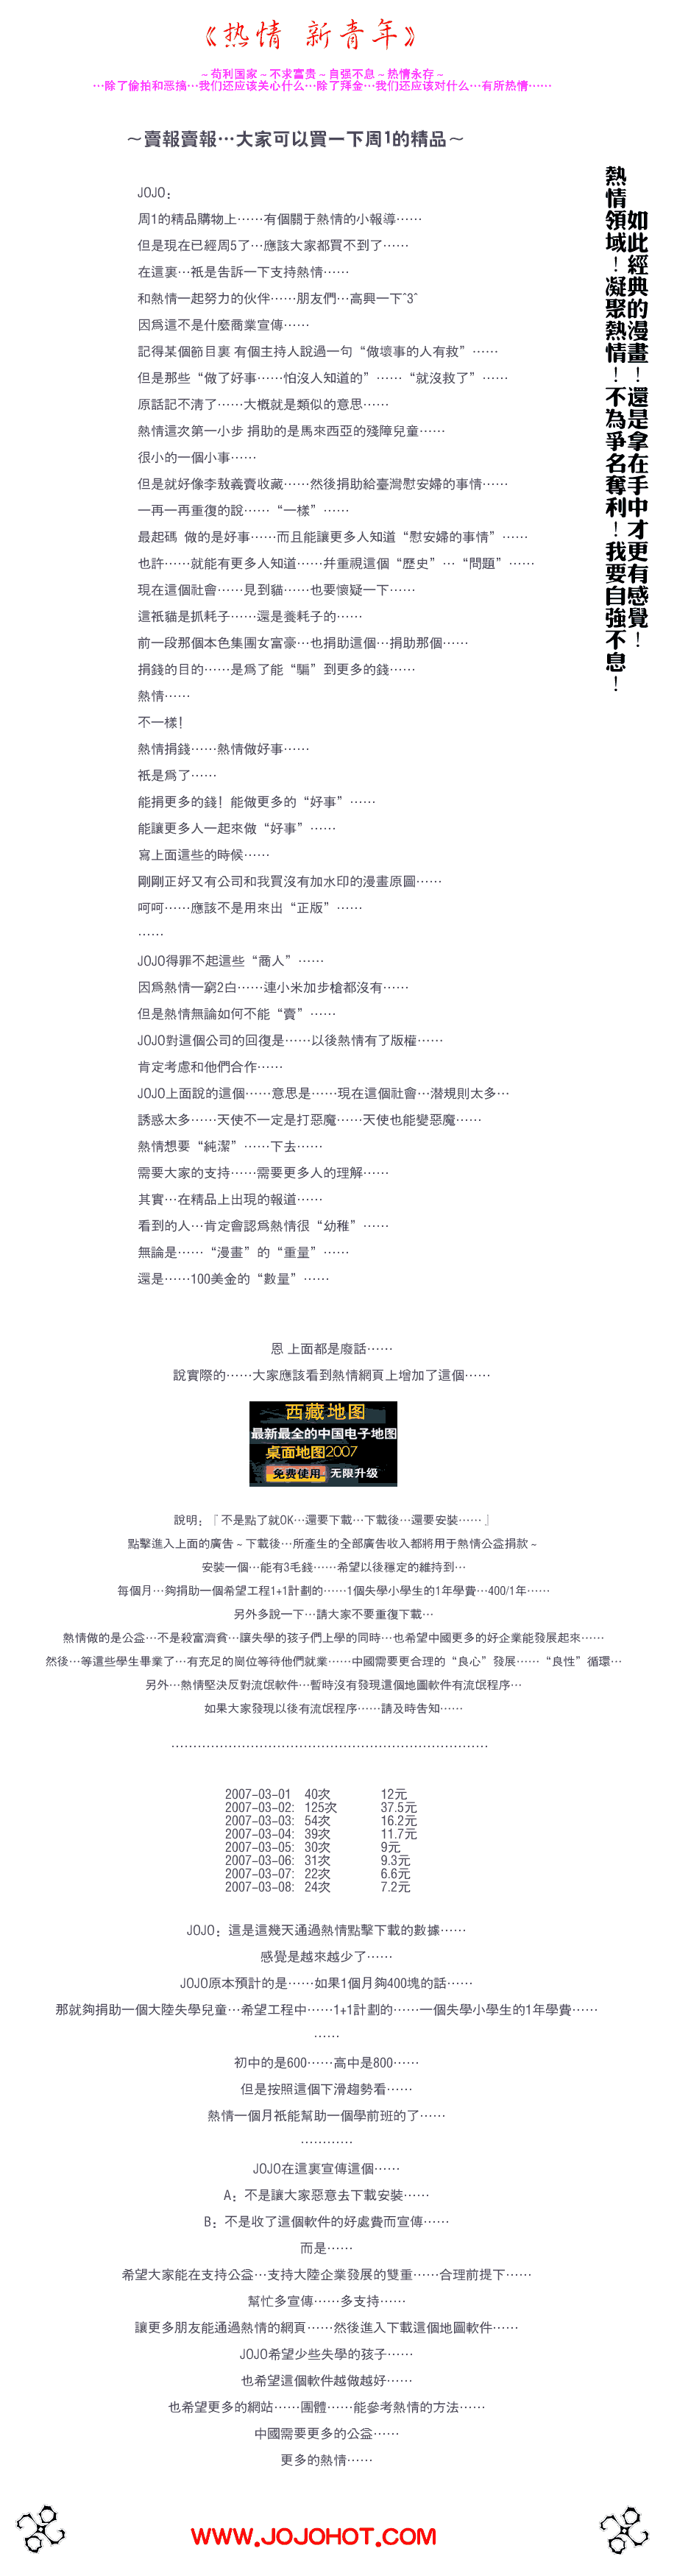 《热情 新青年》
～苟利国家～不求富贵～自强不息～热情永存～
…除了偷拍和恶搞…我们还应该关心什么…除了拜金…我们还应该对什么…有所热情……
～賣報賣報…大家可以買一下周1的精品～
如此經典的漫畫！還是拿在手中才更有感覺！
熱情領域！凝聚熱情！不為爭名奪利！我要自強不息！
JOJO：
周1的精品購物上……有個關于熱情的小報導……
但是現在已經周5了…應該大家都買不到了……
在這裏…衹是告訴一下支持熱情……
和熱情一起努力的伙伴……朋友們…高興一下^3^
因爲這不是什麼商業宣傳……
記得某個節目裏 有個主持人說過一句“做壞事的人有救”……
但是那些“做了好事……怕沒人知道的”……“就沒救了”……
原話記不清了……大概就是類似的意思……
熱情這次第一小步 捐助的是馬來西亞的殘障兒童……
很小的一個小事……
但是就好像李敖義賣收藏……然後捐助給臺灣慰安婦的事情……
一再一再重復的說……“一樣”……
最起碼 做的是好事……而且能讓更多人知道“慰安婦的事情”……
也許……就能有更多人知道……幷重視這個“歷史”…“問題”……
現在這個社會……見到貓……也要懷疑一下……
這衹貓是抓耗子……還是養耗子的……
前一段那個本色集團女富豪…也捐助這個…捐助那個……
捐錢的目的……是爲了能“騙”到更多的錢……
熱情……
不一樣！
熱情捐錢……熱情做好事……
衹是爲了……
能捐更多的錢！能做更多的“好事”……
能讓更多人一起來做“好事”……
寫上面這些的時候……
剛剛正好又有公司和我買沒有加水印的漫畫原圖……
呵呵……應該不是用來出“正版”……
……
JOJO得罪不起這些“商人”……
因爲熱情一窮2白……連小米加步槍都沒有……
但是熱情無論如何不能“賣”……
JOJO對這個公司的回復是……以後熱情有了版權……
肯定考慮和他們合作……
JOJO上面說的這個……意思是……現在這個社會…潛規則太多…
誘惑太多……天使不一定是打惡魔……天使也能變惡魔……
熱情想要“純潔”……下去……
需要大家的支持……需要更多人的理解……
其實…在精品上出現的報道……
看到的人…肯定會認爲熱情很“幼稚”……
無論是……“漫畫”的“重量”……
還是……100美金的“數量”……
恩 上面都是廢話……
說實際的……大家應該看到熱情網頁上增加了這個……
西藏地图
最新最全的中国电子地图
桌面地图2007
免费使用 无限升级
說明：『不是點了就OK…還要下載…下載後…還要安裝……』
點擊進入上面的廣告～下載後…所產生的全部廣告收入都將用于熱情公益捐款～
安裝一個…能有3毛錢……希望以後穩定的維持到…
每個月…夠捐助一個希望工程1+1計劃的……1個失學小學生的1年學費…400/1年……
另外多說一下…請大家不要重復下載…
熱情做的是公益…不是殺富濟貧…讓失學的孩子們上學的同時…也希望中國更多的好企業能發展起來……
然後…等這些學生畢業了…有充足的崗位等待他們就業……中國需要更合理的“良心”發展……“良性”循環…
另外…熱情堅決反對流氓軟件…暫時沒有發現這個地圖軟件有流氓程序…
如果大家發現以後有流氓程序……請及時告知……
………………………………………………………………
2007-03-01 40次 12元
2007-03-02: 125次 37.5元
2007-03-03: 54次 16.2元
2007-03-04: 39次 11.7元
2007-03-05: 30次 9元
2007-03-06: 31次 9.3元
2007-03-07: 22次 6.6元
2007-03-08: 24次 7.2元
JOJO：這是這幾天通過熱情點擊下載的數據……
感覺是越來越少了……
JOJO原本預計的是……如果1個月夠400塊的話……
那就夠捐助一個大陸失學兒童…希望工程中……1+1計劃的……一個失學小學生的1年學費……
……
初中的是600……高中是800……
但是按照這個下滑趨勢看……
熱情一個月衹能幫助一個學前班的了……
…………
JOJO在這裏宣傳這個……
A：不是讓大家惡意去下載安裝……
B：不是收了這個軟件的好處費而宣傳……
而是……
希望大家能在支持公益…支持大陸企業發展的雙重……合理前提下……
幫忙多宣傳……多支持……
讓更多朋友能通過熱情的網頁……然後進入下載這個地圖軟件……
JOJO希望少些失學的孩子……
也希望這個軟件越做越好……
也希望更多的網站……團體……能參考熱情的方法……
中國需要更多的公益……
更多的熱情……
WWW.JOJOHOT.COM